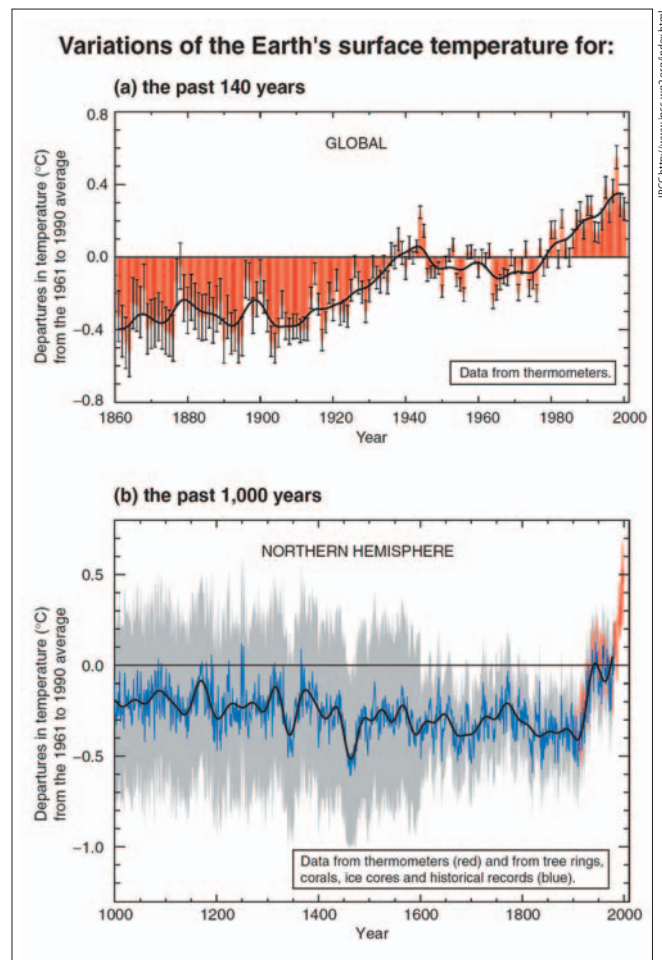 Variations of the Earth's surface temperature for:
(a) the past 140 years
GLOBAL
Departures in temperature (°C)
from the 1961 to 1990 average
0.8
0.4
0.0
−0.4
−0.8
Data from thermometers.
1860 1880 1900 1920 1940 1960 1980 2000
Year
(b) the past 1,000 years
NORTHERN HEMISPHERE
Departures in temperature (°C)
from the 1961 to 1990 average
0.5
0.0
−0.5
−1.0
Data from thermometers (red) and from tree rings,
corals, ice cores and historical records (blue).
1000 1200 1400 1600 1800 2000
Year